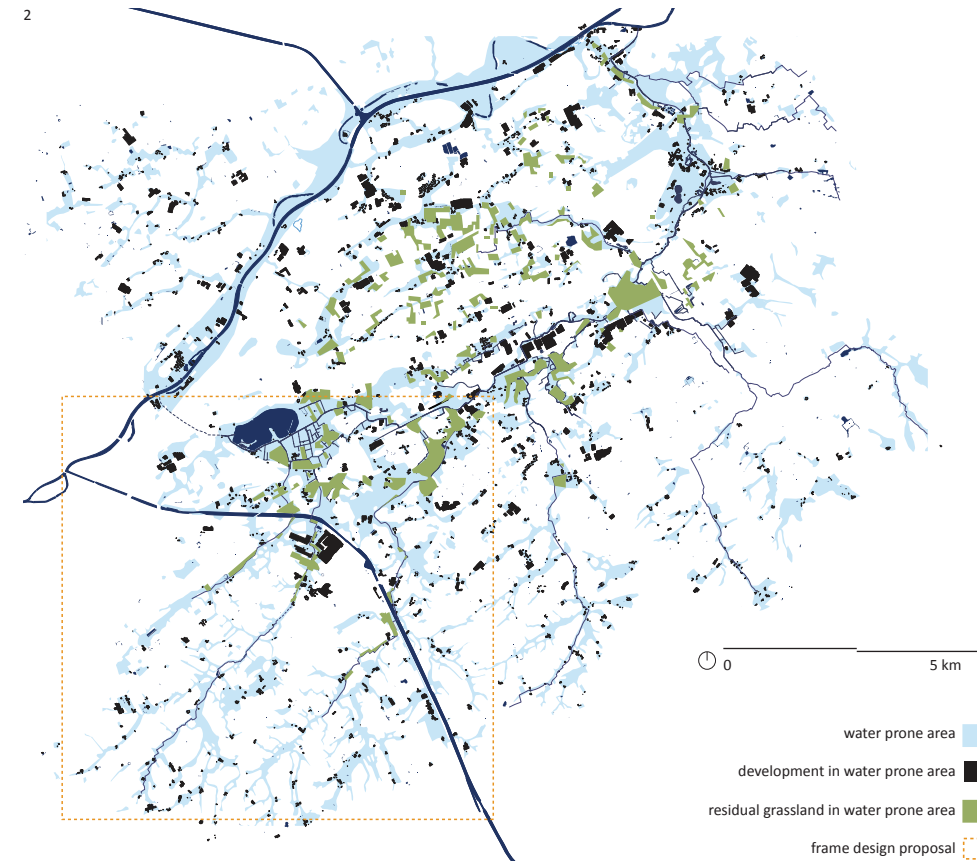 2
0
5 km
water prone area
development in water prone area
residual grassland in water prone area
frame design proposal